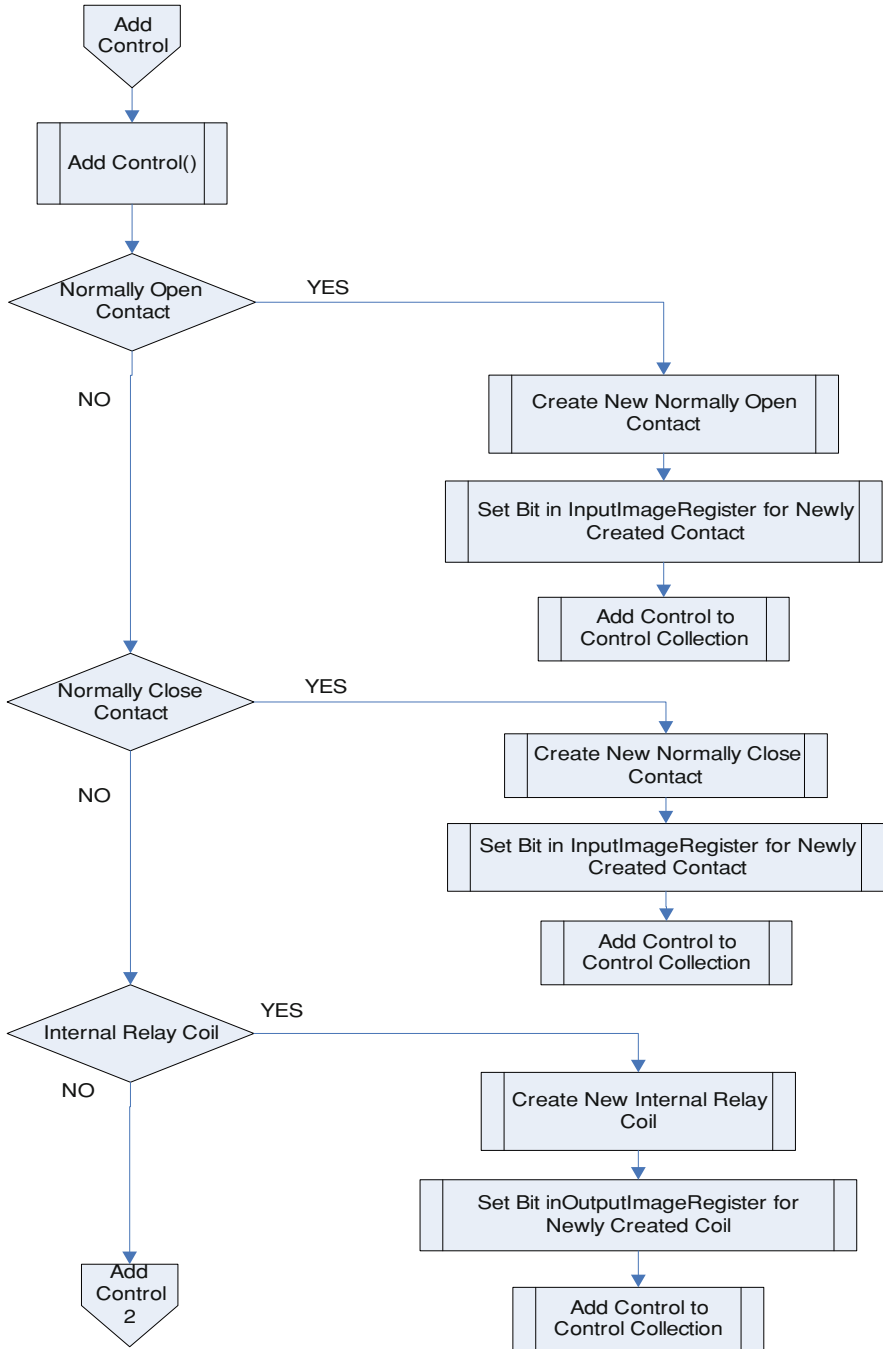 Add
Control
Add Control()
Normally Open
Contact
YES
NO
Create New Normally Open
Contact
Set Bit in InputImageRegister for Newly
Created Contact
Add Control to
Control Collection
Normally Close
Contact
YES
NO
Create New Normally Close
Contact
Set Bit in InputImageRegister for Newly
Created Contact
Add Control to
Control Collection
Internal Relay Coil
YES
NO
Create New Internal Relay
Coil
Set Bit inOutputImageRegister for
Newly Created Coil
Add
Control
2
Add Control to
Control Collection